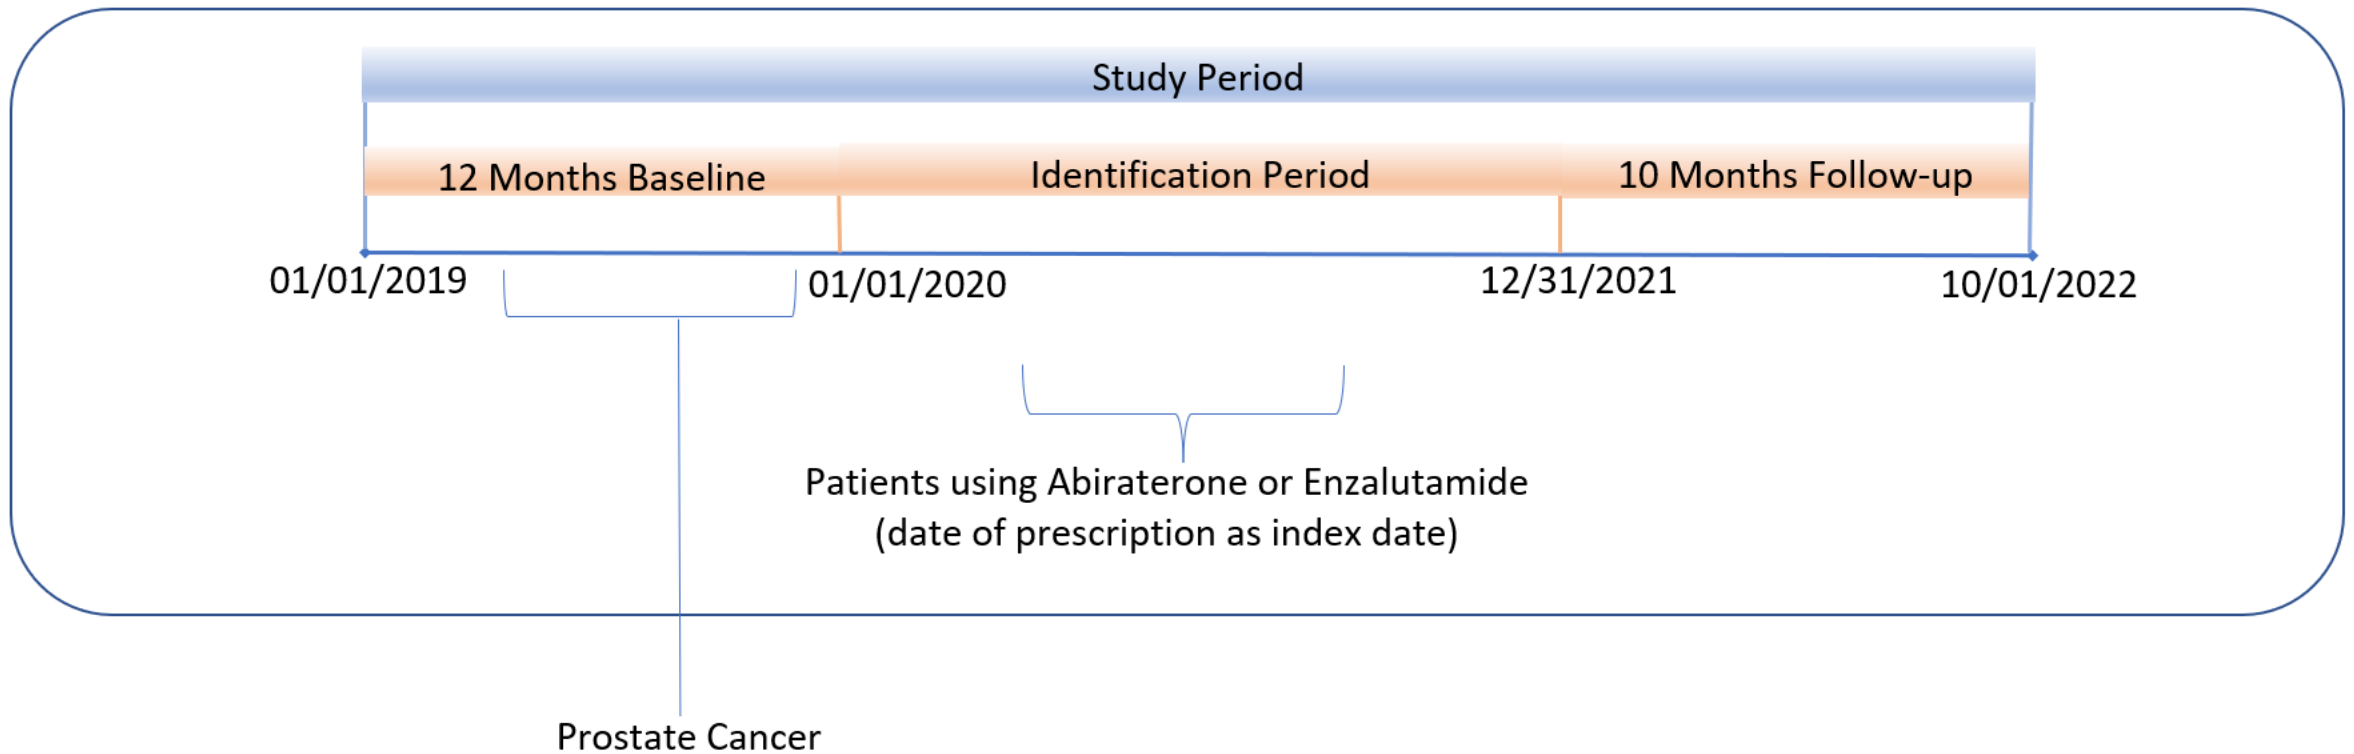 Study Period
12 Months Baseline
Identification Period
10 Months Follow-up
01/01/2019
01/01/2020
12/31/2021
10/01/2022
Patients using Abiraterone or Enzalutamide
(date of prescription as index date)
Prostate Cancer